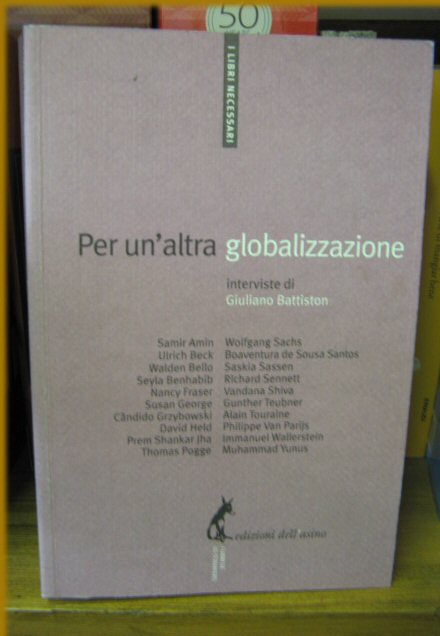 50
I LIBRI NECESSARI
Per un'altra globalizzazione
interviste di
Giuliano Battiston
Samir Amin Wolfgang Sachs
Ulrich Beck Boaventura de Sousa Santos
Walden Bello Saskia Sassen
Seyla Benhabib Richard Sennett
Nancy Fraser Vandana Shiva
Susan George Gunther Teubner
Cândido Grzybowski Alain Touraine
David Held Philippe Van Parijs
Prem Shankar Jha Immanuel Wallerstein
Thomas Pogge Muhammad Yunus
edizioni dell'asino